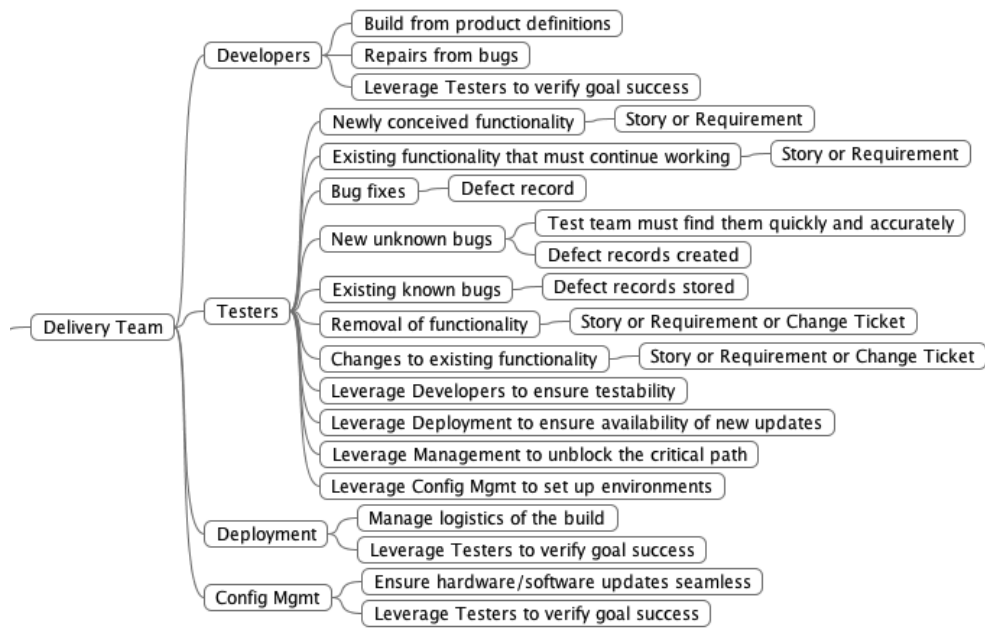 Delivery Team
Developers
Build from product definitions
Repairs from bugs
Leverage Testers to verify goal success
Testers
Newly conceived functionality
Story or Requirement
Existing functionality that must continue working
Story or Requirement
Bug fixes
Defect record
New unknown bugs
Test team must find them quickly and accurately
Defect records created
Existing known bugs
Defect records stored
Removal of functionality
Story or Requirement or Change Ticket
Changes to existing functionality
Story or Requirement or Change Ticket
Leverage Developers to ensure testability
Leverage Deployment to ensure availability of new updates
Leverage Management to unblock the critical path
Leverage Config Mgmt to set up environments
Deployment
Manage logistics of the build
Leverage Testers to verify goal success
Config Mgmt
Ensure hardware/software updates seamless
Leverage Testers to verify goal success